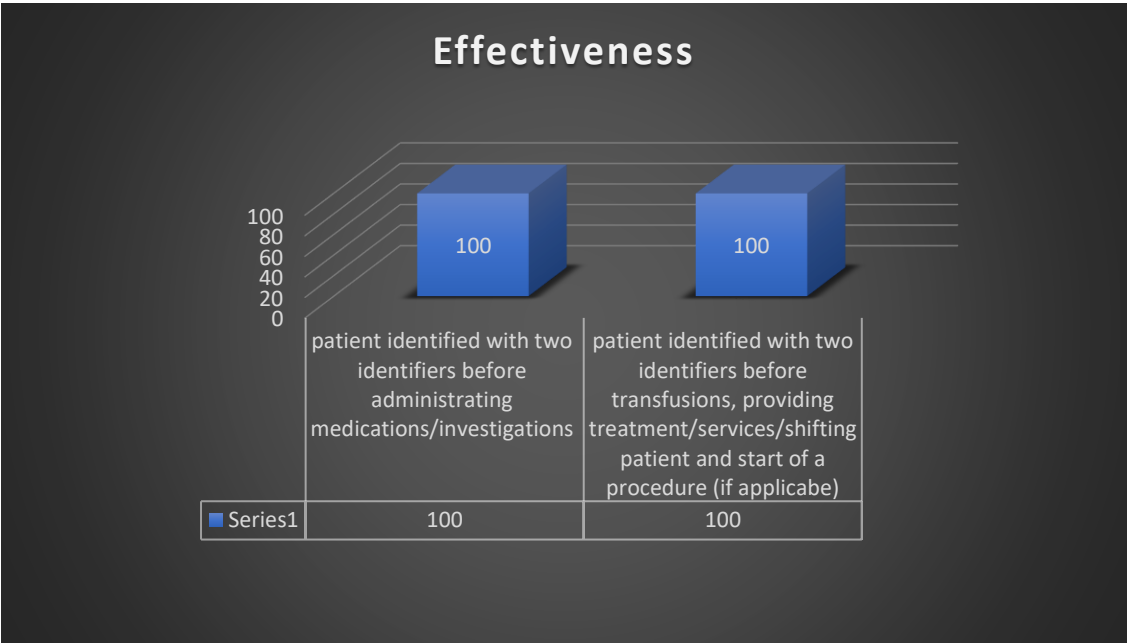 Effectiveness
100
80
60
40
20
0
100
100
patient identified with two
identifiers before
administrating
medications/investigations
patient identified with two
identifiers before
transfusions, providing
treatment/services/shifting
patient and start of a
procedure (if applicabe)
Series1
100
100